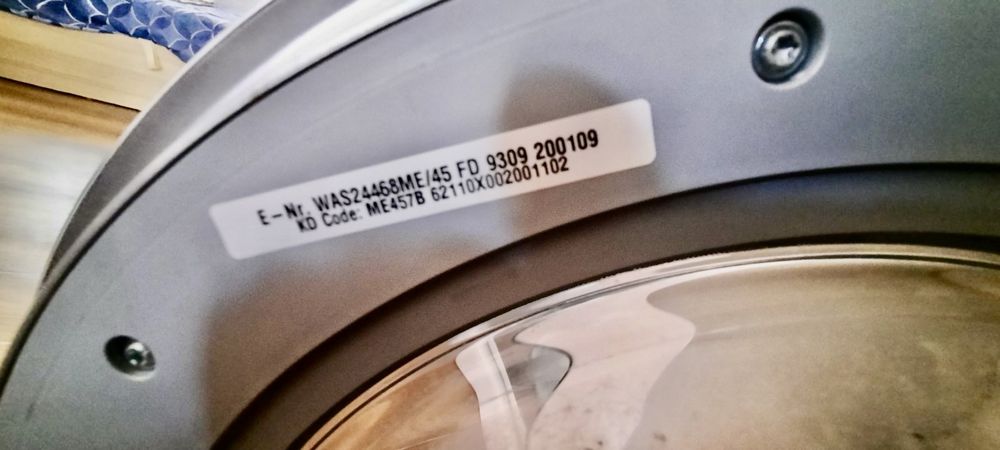 E-Nr. WAS24468ME/45 FD 9309 200109
KD Code: ME457B 62110X002001102